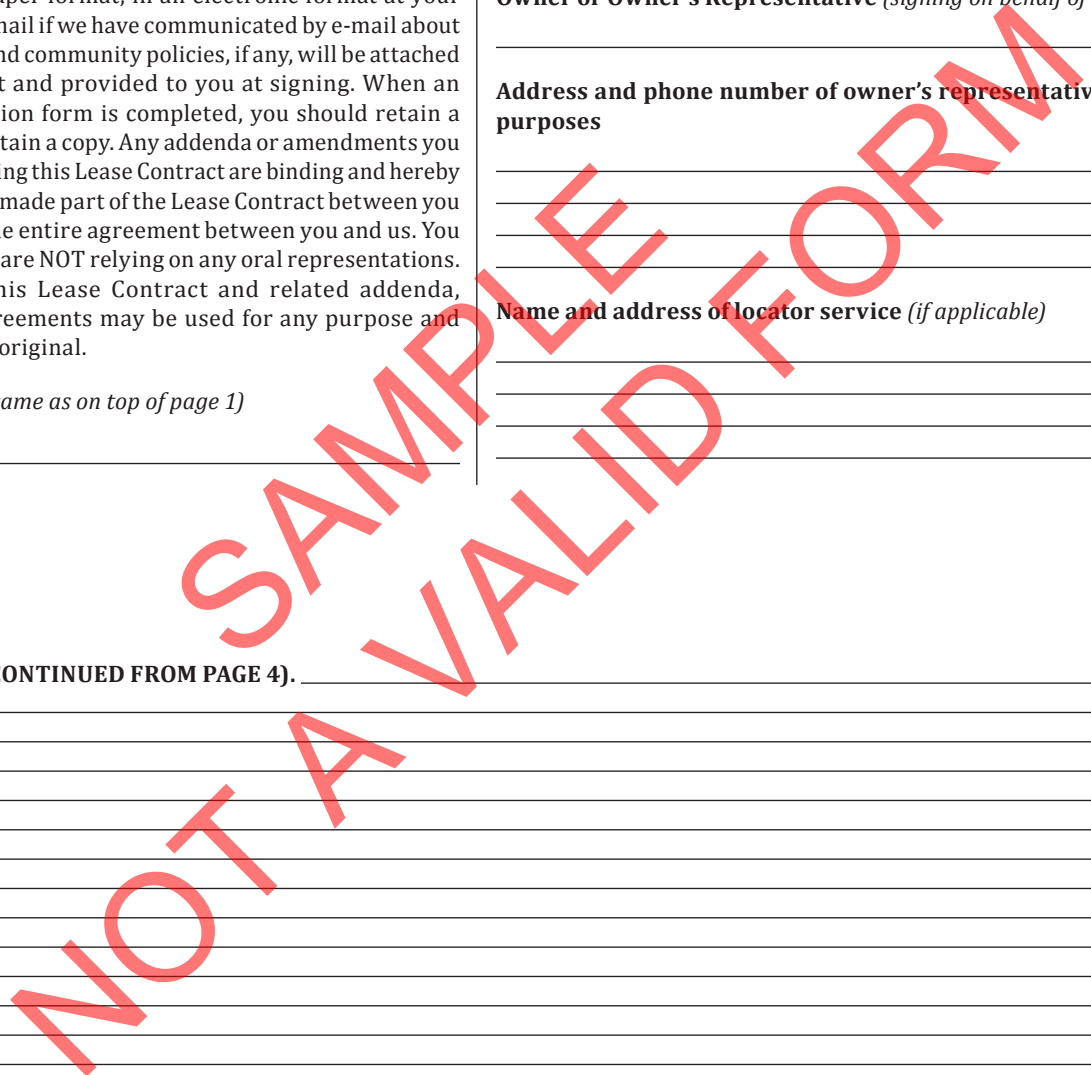 mail if we have communicated by e-mail about
nd community policies, if any, will be attached
t and provided to you at signing. When an
ion form is completed, you should retain a
tain a copy. Any addenda or amendments you
ing this Lease Contract are binding and hereby
made part of the Lease Contract between you
e entire agreement between you and us. You
are NOT relying on any oral representations.
his Lease Contract and related addenda,
reements may be used for any purpose and
original.
ame as on top of page 1)
Address and phone number of owner's representativ
purposes
Name and address of locator service (if applicable)
CONTINUED FROM PAGE 4).
SAMPLE
NOT A VALID FORM